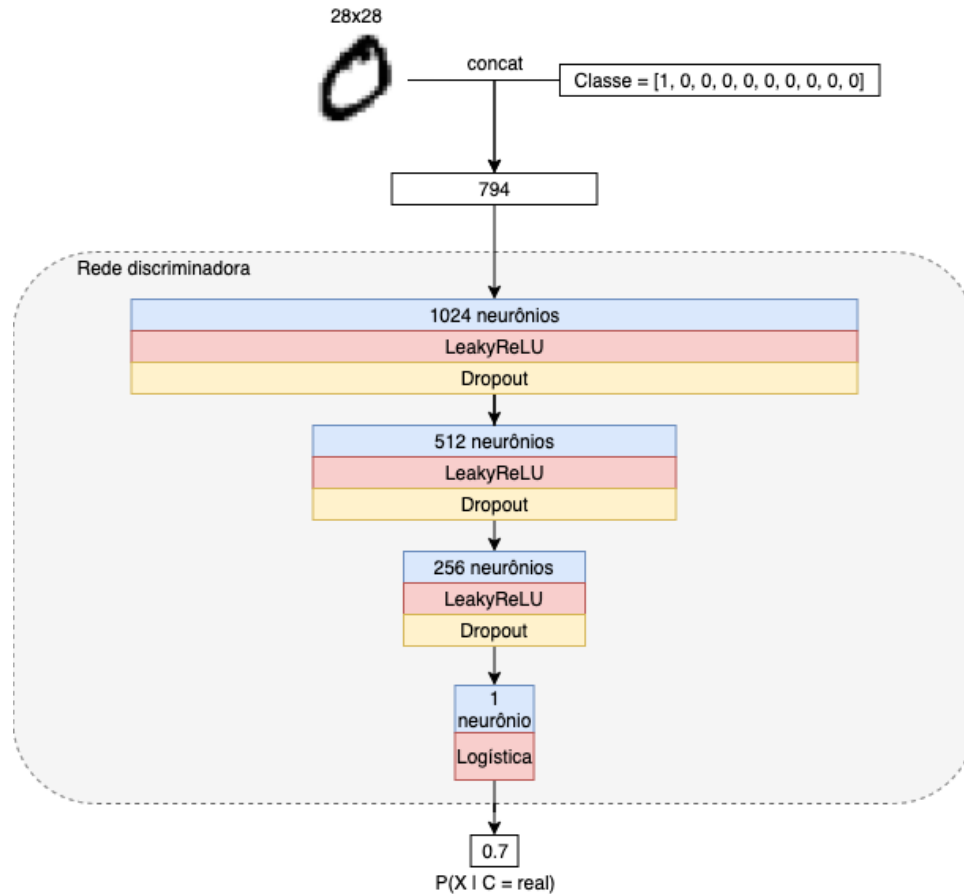 28x28
concat
Classe = [1, 0, 0, 0, 0, 0, 0, 0, 0, 0]
794
Rede discriminadora
1024 neurônios
LeakyReLU
Dropout
512 neurônios
LeakyReLU
Dropout
256 neurônios
LeakyReLU
Dropout
1
neurônio
Logística
0.7
P(X | C = real)